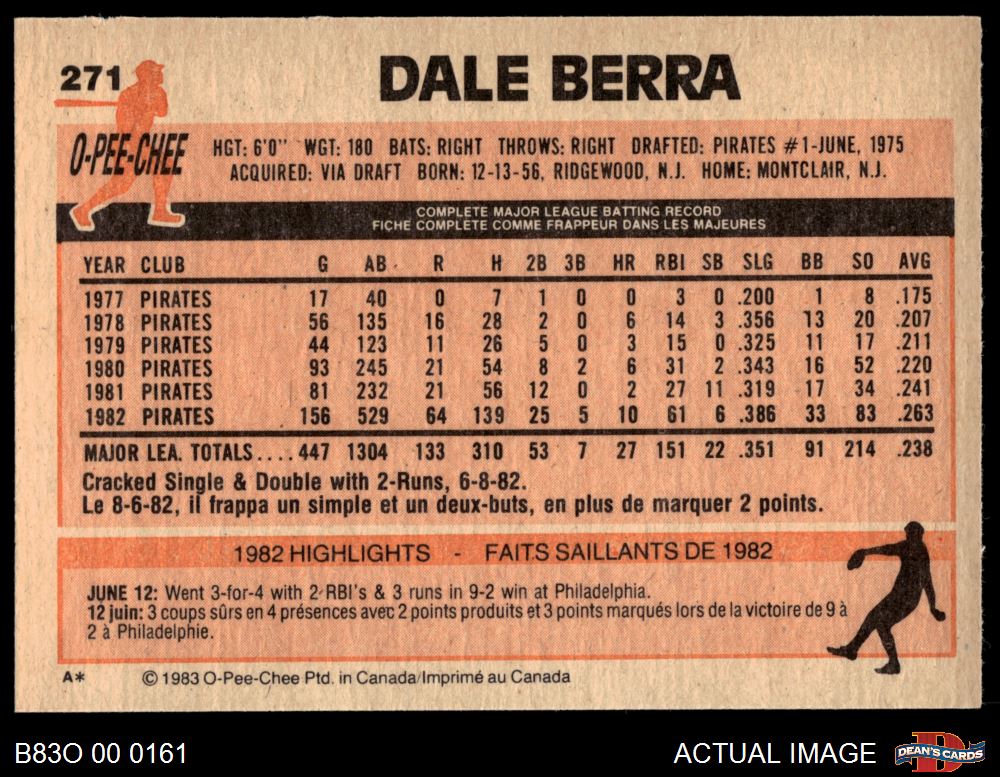 271
DALE BERRA
O-PEE-CHEE
HGT: 6'0" WGT: 180 BATS: RIGHT THROWS: RIGHT DRAFTED: PIRATES #1-JUNE, 1975
ACQUIRED: VIA DRAFT BORN: 12-13-56, RIDGEWOOD, N.J. HOME: MONTCLAIR, N.J.
COMPLETE MAJOR LEAGUE BATTING RECORD
FICHE COMPLETE COMME FRAPPEUR DANS LES MAJEURES
YEAR CLUB G AB R H 2B 3B HR RBI SB SLG BB SO AVG
1977 PIRATES 17 40 0 7 1 0 0 3 0 .200 1 8 .175
1978 PIRATES 56 135 16 28 2 0 6 14 3 .356 13 20 .207
1979 PIRATES 44 123 11 26 5 0 3 15 0 .325 11 17 .211
1980 PIRATES 93 245 21 54 8 2 6 31 2 .343 16 52 .220
1981 PIRATES 81 232 21 56 12 0 2 27 11 .319 17 34 .241
1982 PIRATES 156 529 64 139 25 5 10 61 6 .386 33 83 .263
MAJOR LEA. TOTALS....447 1304 133 310 53 7 27 151 22 .351 91 214 .238
Cracked Single & Double with 2-Runs, 6-8-82.
Le 8-6-82, il frappa un simple et un deux-buts, en plus de marquer 2 points.
1982 HIGHLIGHTS - FAITS SAILLANTS DE 1982
JUNE 12: Went 3-for-4 with 2 RBI's & 3 runs in 9-2 win at Philadelphia.
12 juin: 3 coups sûrs en 4 présences avec 2 points produits et 3 points marqués lors de la victoire de 9 à
2 à Philadelphie.
A* © 1983 O-Pee-Chee Ptd. in Canada/Imprimé au Canada
B83O 00 0161
ACTUAL IMAGE
DEAN'S CARDS